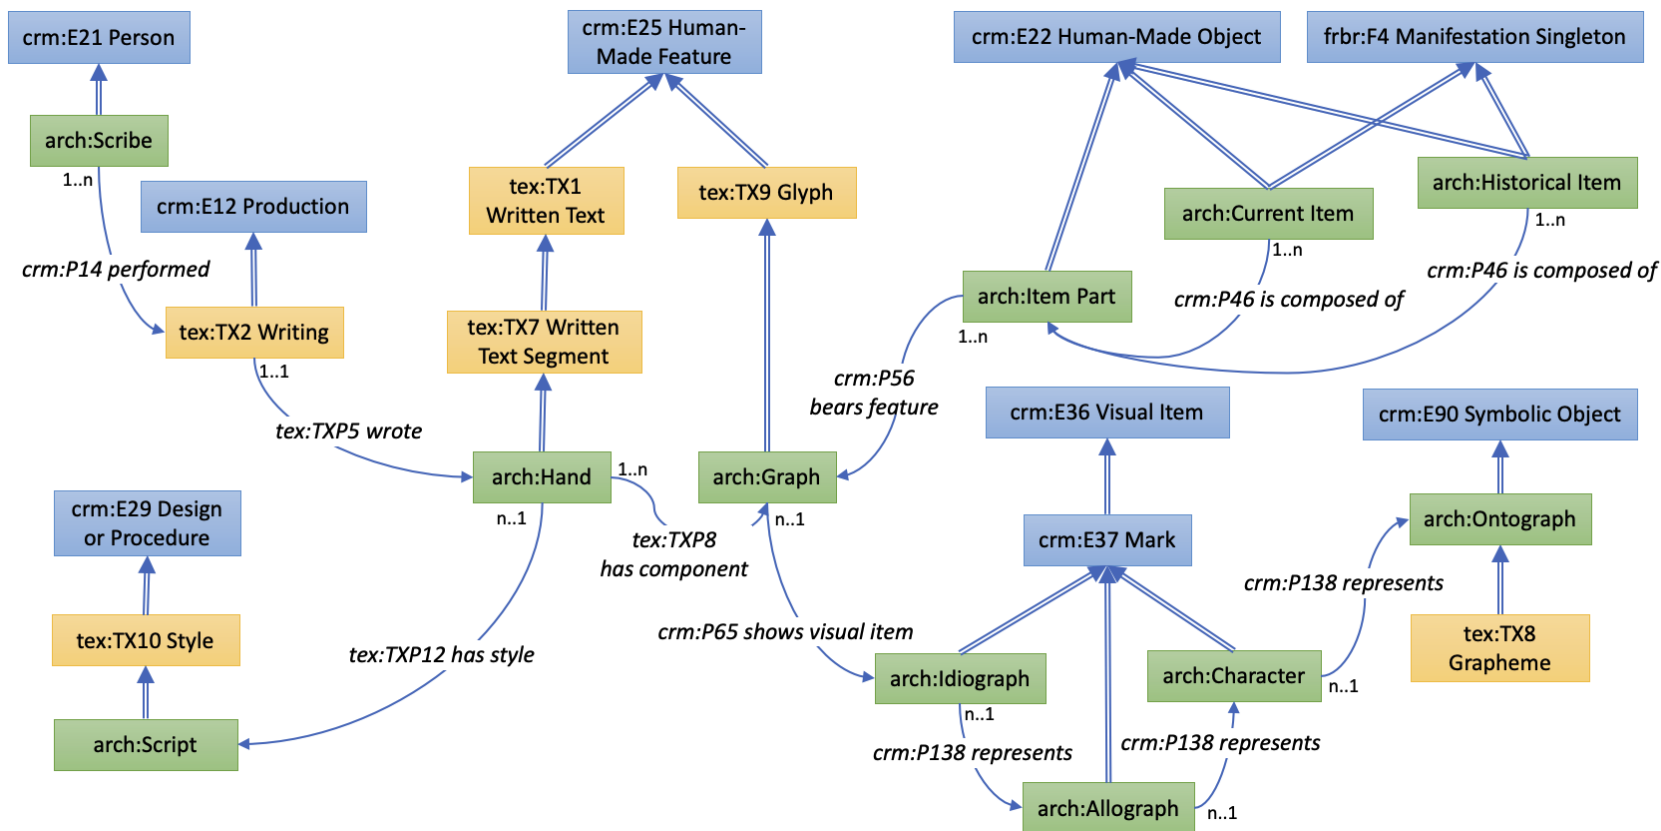 crm:E21 Person
crm:E25 Human-
Made Feature
crm:E22 Human-Made Object
frbr:F4 Manifestation Singleton
arch:Scribe
1..n
crm:E12 Production
tex:TX1
Written Text
tex:TX9 Glyph
arch:Current Item
1..n
arch:Historical Item
1..n
crm:P14 performed
crm:P46 is composed of
crm:P46 is composed of
arch:Item Part
1..n
tex:TX2 Writing
1..1
tex:TX7 Written
Text Segment
crm:P56
bears feature
tex:TXP5 wrote
crm:E36 Visual Item
crm:E90 Symbolic Object
arch:Hand
1..n
n..1
arch:Graph
n..1
crm:E29 Design
or Procedure
tex:TXP8
has component
crm:E37 Mark
arch:Ontograph
crm:P138 represents
tex:TX10 Style
tex:TXP12 has style
crm:P65 shows visual item
arch:Idiograph
n..1
arch:Character
n..1
tex:TX8
Grapheme
arch:Script
crm:P138 represents
crm:P138 represents
arch:Allograph
n..1